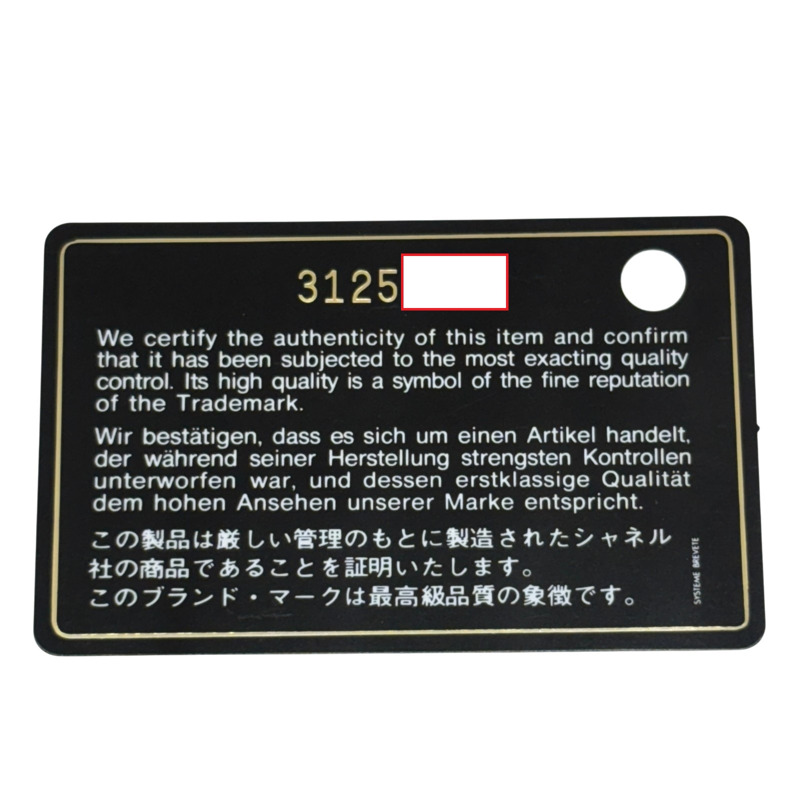 3125
We certify the authenticity of this item and confirm
that it has been subjected to the most exacting quality
control. Its high quality is a symbol of the fine reputation
of the Trademark.
Wir bestätigen, dass es sich um einen Artikel handelt,
der während seiner Herstellung strengsten Kontrollen
unterworfen war, und dessen erstklassige Qualität
dem hohen Ansehen unserer Marke entspricht.
この製品は厳しい管理のもとに製造されたシャネル
社の商品であることを証明いたします。
このブランド・マークは最高級品質の象徴です。
SYSTEME BREVETE